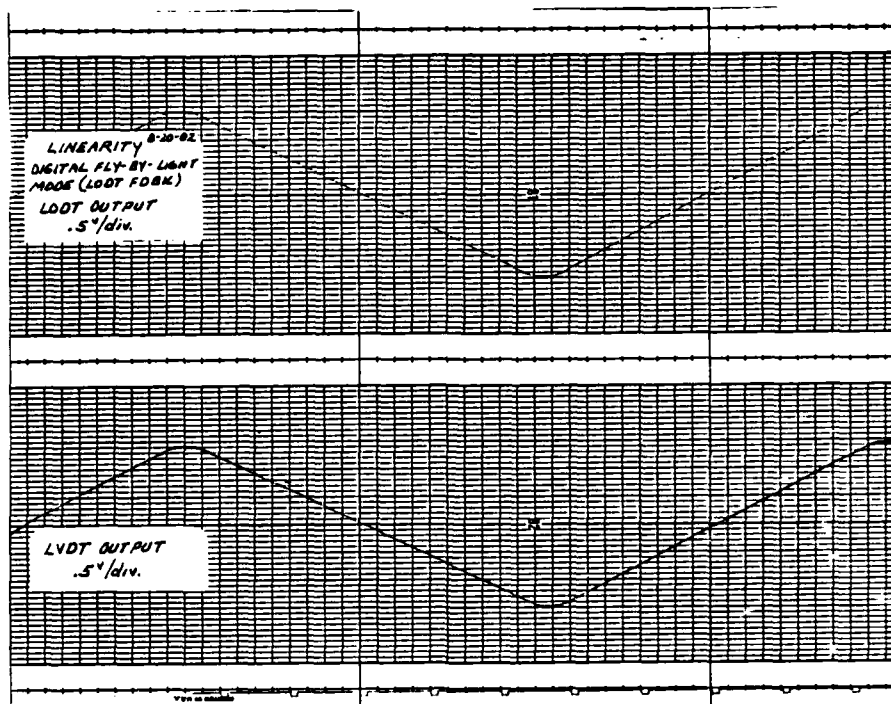 LINEARITY 8-20-82
DIGITAL FLY-BY-LIGHT
MODE (LODT FDBK)
LODT OUTPUT
.5ᵛ/div.
LVDT OUTPUT
.5ᵛ/div.